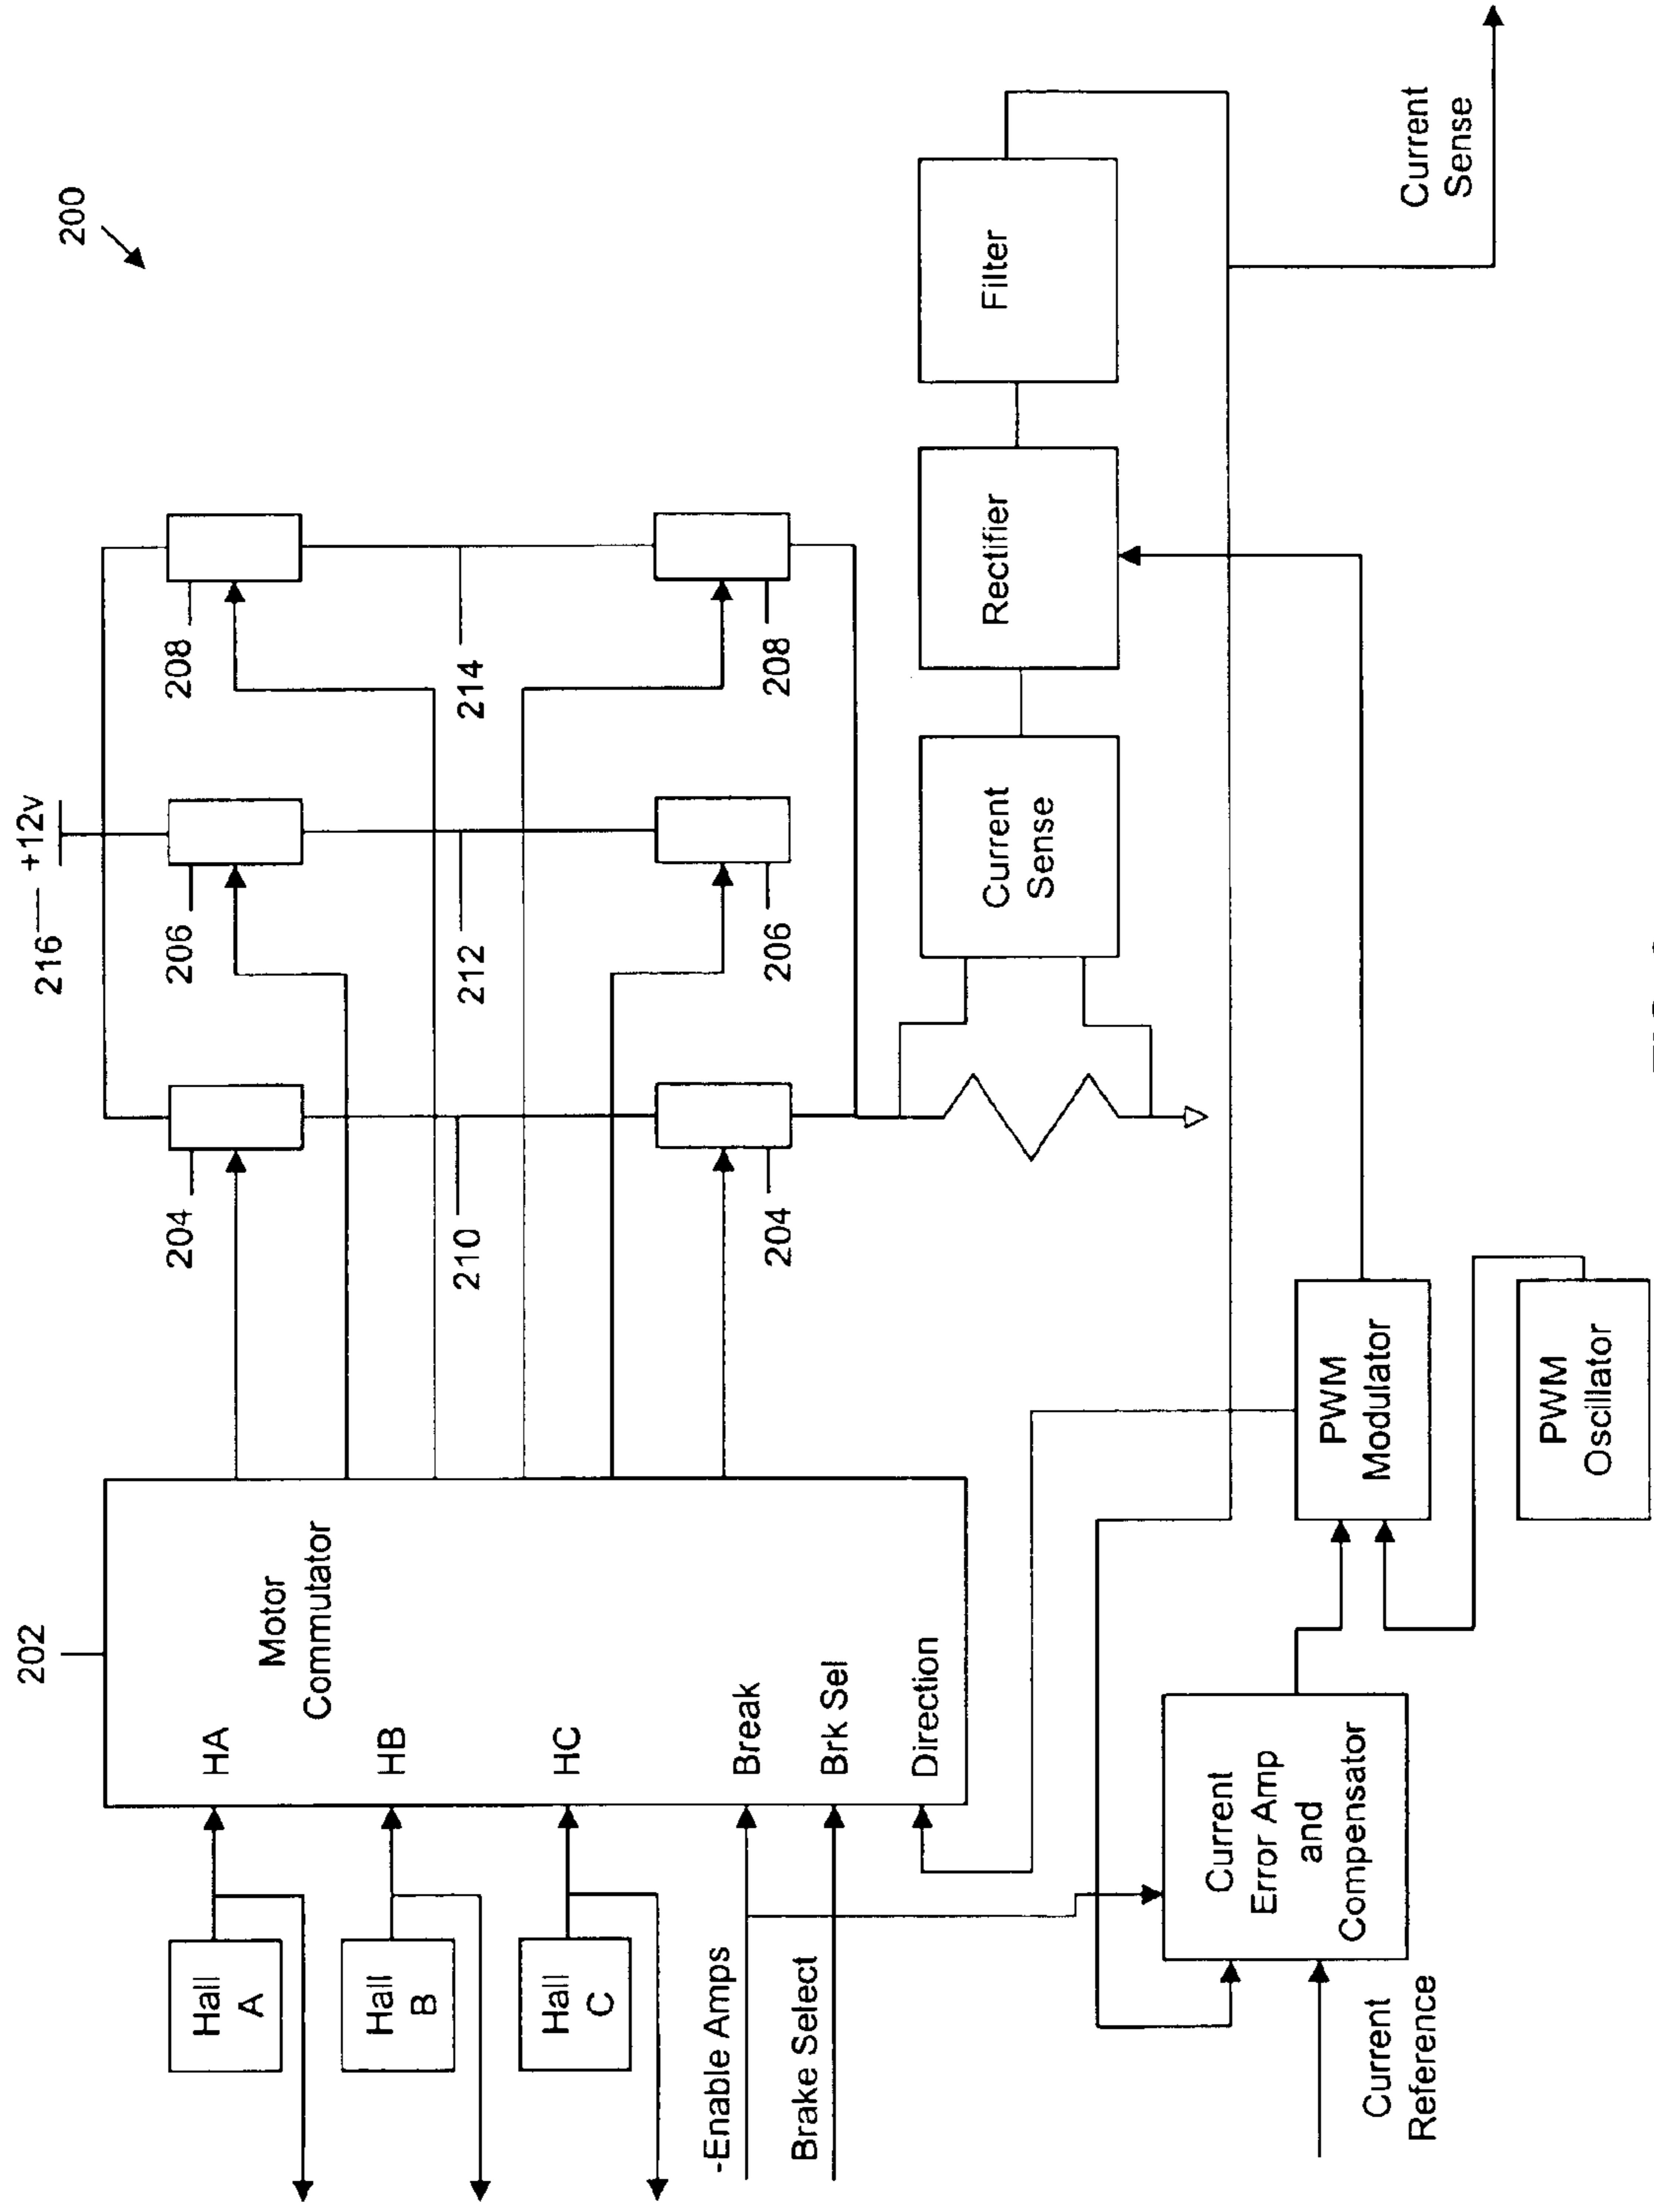 200
202
216
+12v
204
206
208
210
212
214
204
206
208
Hall
A
Hall
B
Hall
C
HA
HB
HC
Motor
Commutator
Break
Brk Sel
Direction
-Enable Amps
Brake Select
Current
Sense
Rectifier
Filter
Current
Sense
Current
Reference
Current
Error Amp
and
Compensator
PWM
Modulator
PWM
Oscillator